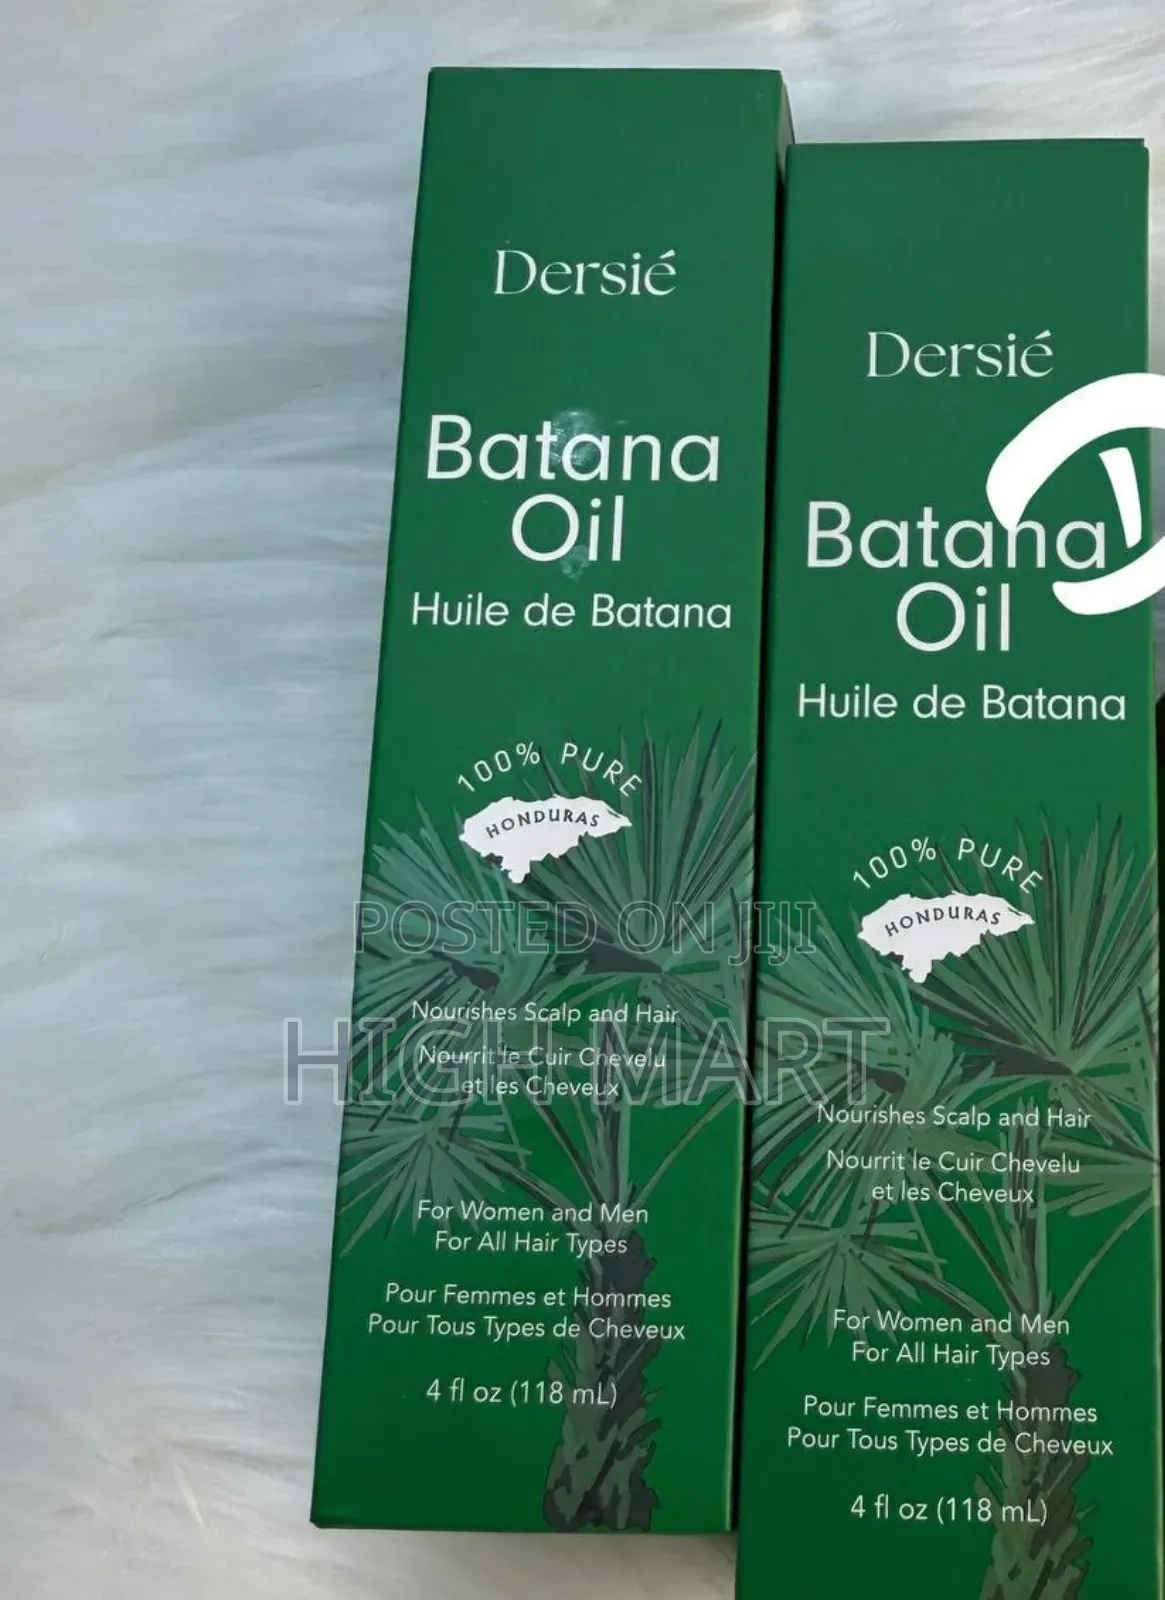 Dersié
Batana
Oil
Huile de Batana
100% PURE
HONDURAS
Nourishes Scalp and Hair
Nourrit le Cuir Chevelu
et les Cheveux
For Women and Men
For All Hair Types
Pour Femmes et Hommes
Pour Tous Types de Cheveux
4 fl oz (118 mL)
Dersié
Batana
Oil
Huile de Batana
100% PURE
HONDURAS
Nourishes Scalp and Hair
Nourrit le Cuir Chevelu
et les Cheveux
For Women and Men
For All Hair Types
Pour Femmes et Hommes
Pour Tous Types de Cheveux
4 fl oz (118 mL)
POSTED ON JIJI
HIGH MART